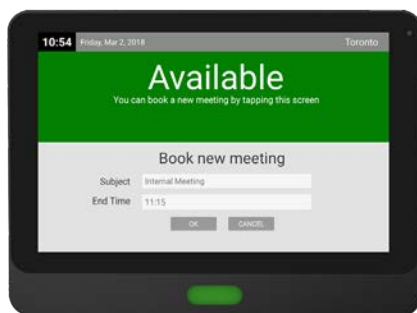 10:54 Friday, Mar 2, 2018 Toronto
Available
You can book a new meeting by tapping this screen
Book new meeting
Subject Internal Meeting
End Time 11:15
OK CANCEL